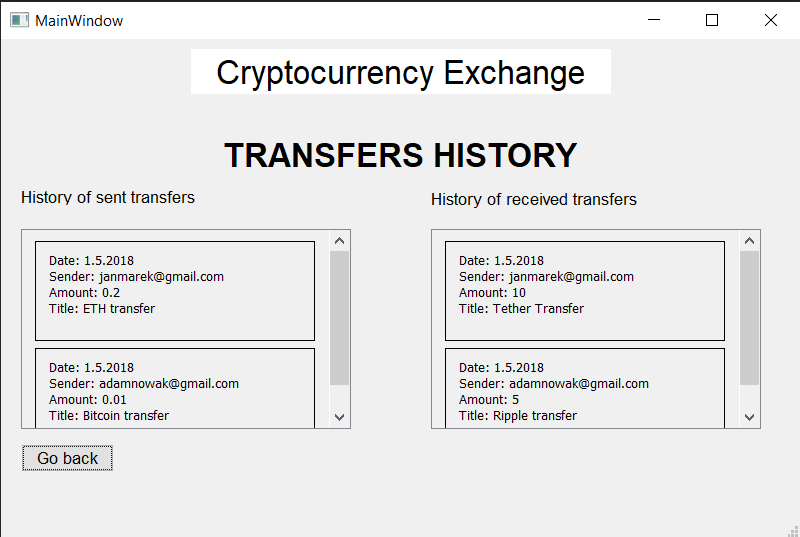 MainWindow
Cryptocurrency Exchange
TRANSFERS HISTORY
History of sent transfers
Date: 1.5.2018
Sender: janmarek@gmail.com
Amount: 0.2
Title: ETH transfer
Date: 1.5.2018
Sender: adamnowak@gmail.com
Amount: 0.01
Title: Bitcoin transfer
History of received transfers
Date: 1.5.2018
Sender: janmarek@gmail.com
Amount: 10
Title: Tether Transfer
Date: 1.5.2018
Sender: adamnowak@gmail.com
Amount: 5
Title: Ripple transfer
Go back